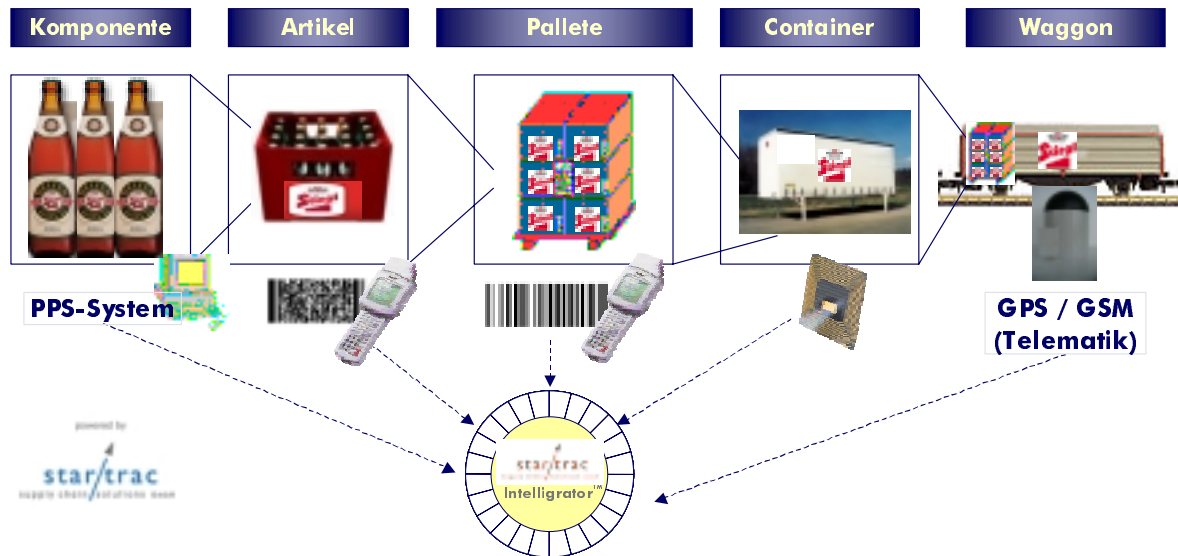 Komponente
Artikel
Pallete
Container
Waggon
Stiegl
PPS-System
GPS / GSM
(Telematik)
powered by
star/trac
supply chain solutions
star/trac
Intelligrator™